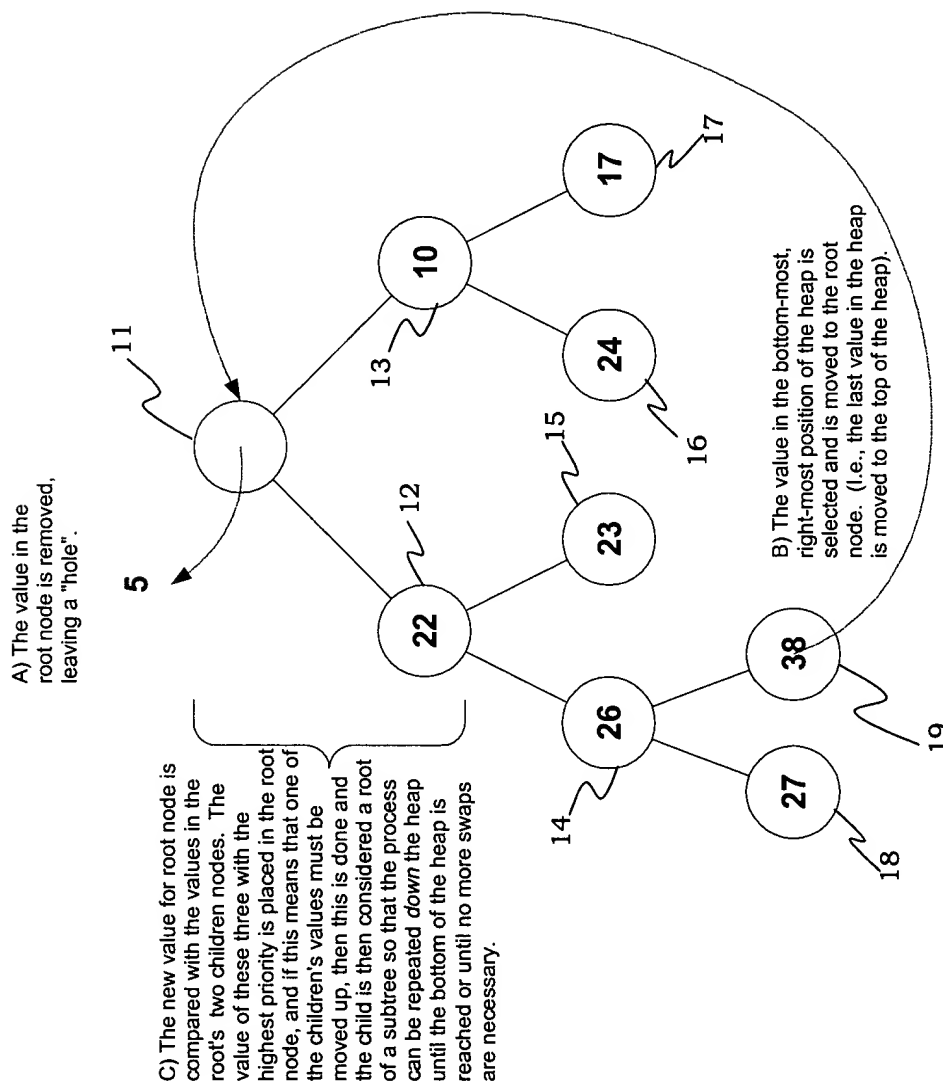 A) The value in the
root node is removed,
leaving a "hole".
5
11
C) The new value for root node is
compared with the values in the
root's two children nodes. The
value of these three with the
highest priority is placed in the root
node, and if this means that one of
the children's values must be
moved up, then this is done and
the child is then considered a root
of a subtree so that the process
can be repeated down the heap
until the bottom of the heap is
reached or until no more swaps
are necessary.
22
12
10
13
26
14
23
15
24
16
17
17
27
18
38
19
B) The value in the bottom-most,
right-most position of the heap is
selected and is moved to the root
node. (I.e., the last value in the heap
is moved to the top of the heap).